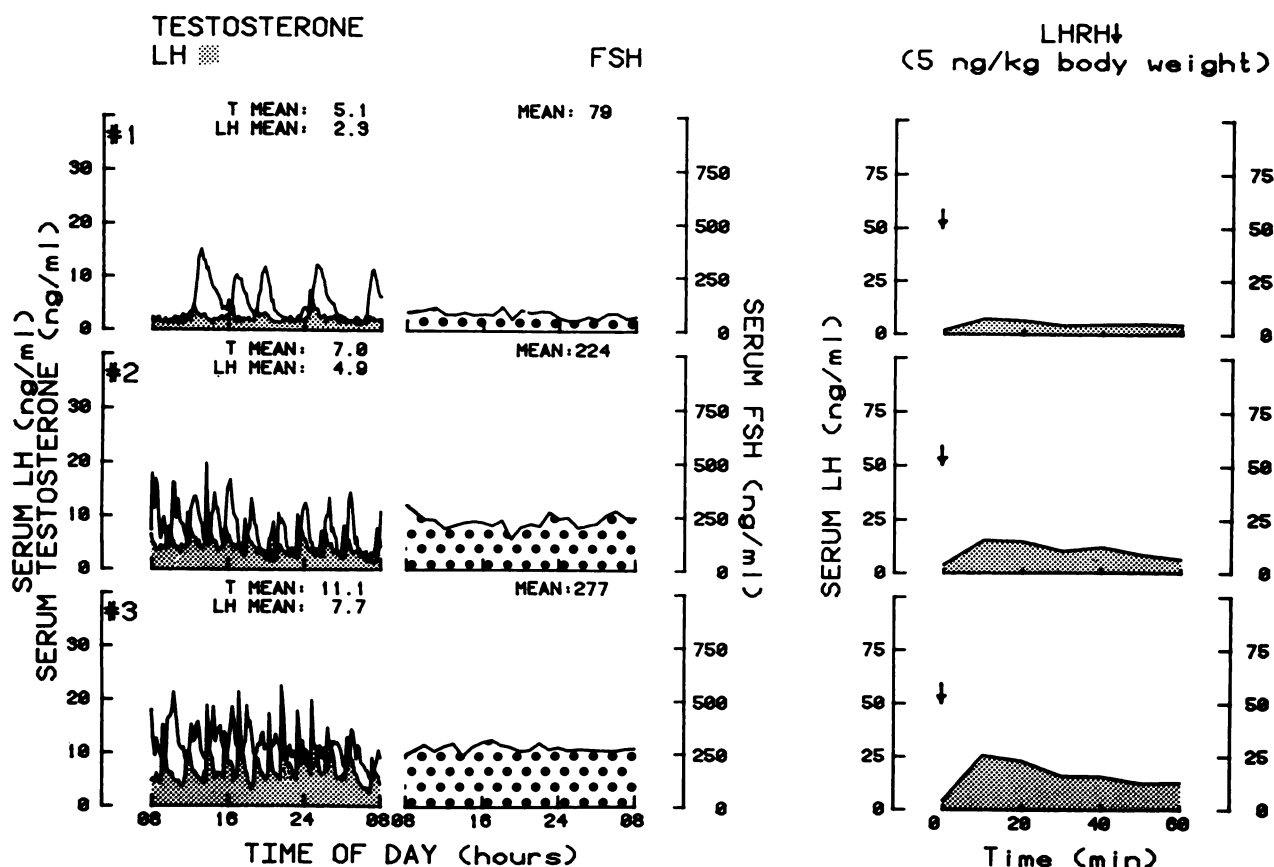 TESTOSTERONE
LH
FSH
LHRH↓
(5 ng/kg body weight)
#1
T MEAN: 5.1
LH MEAN: 2.3
MEAN: 79
30
20
10
0
750
500
250
0
75
50
25
0
75
50
25
0
#2
T MEAN: 7.0
LH MEAN: 4.9
MEAN:224
30
20
10
0
750
500
250
0
75
50
25
0
75
50
25
0
#3
T MEAN: 11.1
LH MEAN: 7.7
MEAN:277
30
20
10
0
750
500
250
0
75
50
25
0
75
50
25
0
SERUM LH (ng/ml)
SERUM TESTOSTERONE (ng/ml)
SERUM FSH (ng/ml)
SERUM LH (ng/ml)
08 16 08
08 16 08
0 20 40 60
TIME OF DAY (hours)
Time (min)